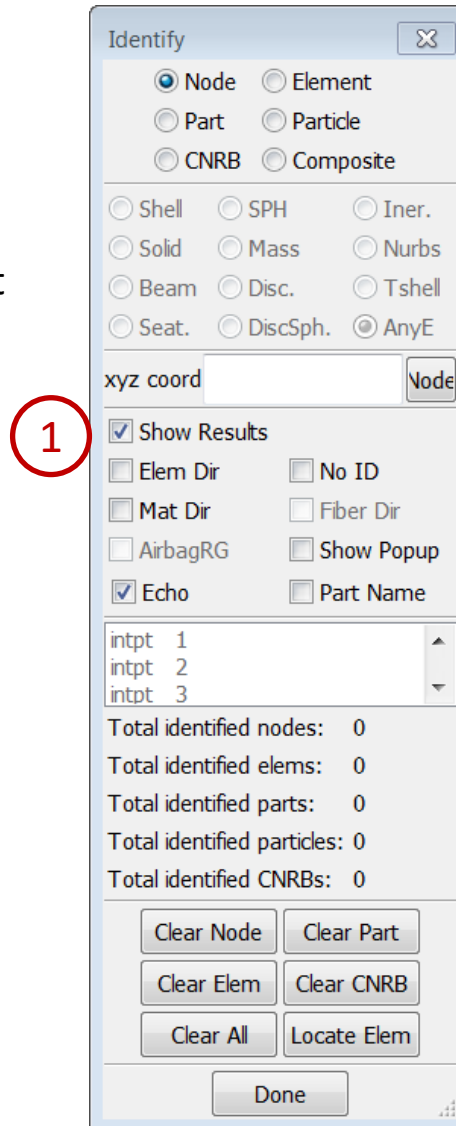 Identify
Node Element
Part Particle
CNRB Composite
Shell SPH Iner.
Solid Mass Nurbs
Beam Disc. Tshell
t
Seat. DiscSph. AnyE
xyz coord Node
1
Show Results
Elem Dir No ID
Mat Dir Fiber Dir
AirbagRG Show Popup
Echo Part Name
intpt 1
intpt 2
intpt 3
Total identified nodes: 0
Total identified elems: 0
Total identified parts: 0
Total identified particles: 0
Total identified CNRBs: 0
Clear Node Clear Part
Clear Elem Clear CNRB
Clear All Locate Elem
Done